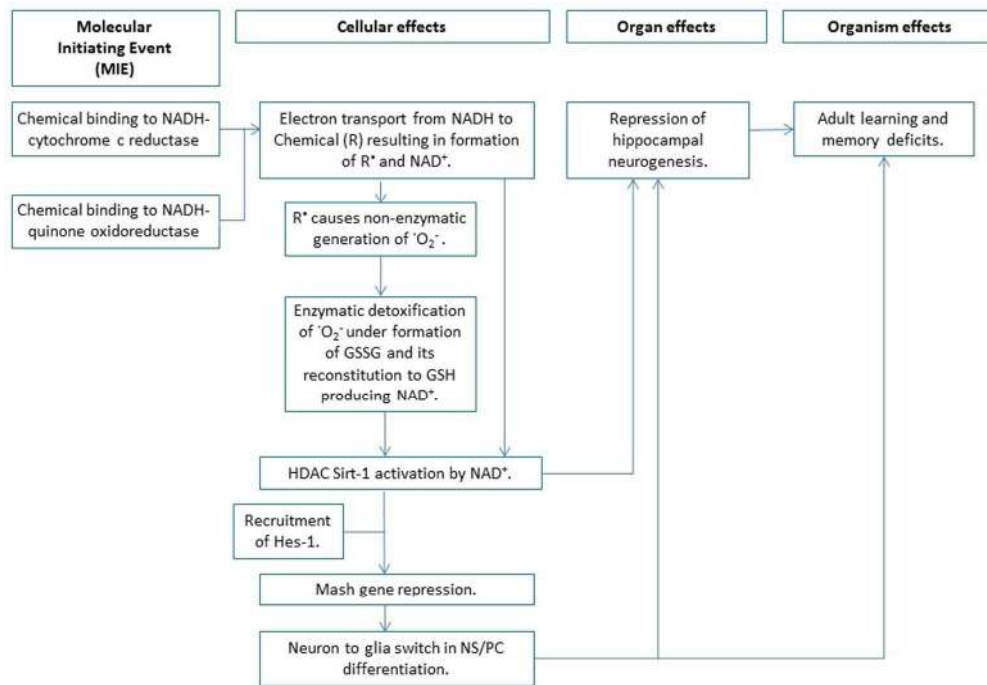 Molecular
Initiating Event
(MIE)
Cellular effects
Organ effects
Organism effects
Chemical binding to NADH-
cytochrome c reductase
Chemical binding to NADH-
quinone oxidoreductase
Electron transport from NADH to
Chemical (R) resulting in formation
of R• and NAD⁺.
R• causes non-enzymatic
generation of ˙O₂⁻.
Enzymatic detoxification
of ˙O₂⁻ under formation
of GSSG and its
reconstitution to GSH
producing NAD⁺.
HDAC Sirt-1 activation by NAD⁺.
Recruitment
of Hes-1.
Mash gene repression.
Neuron to glia switch in NS/PC
differentiation.
Repression of
hippocampal
neurogenesis.
Adult learning and
memory deficits.